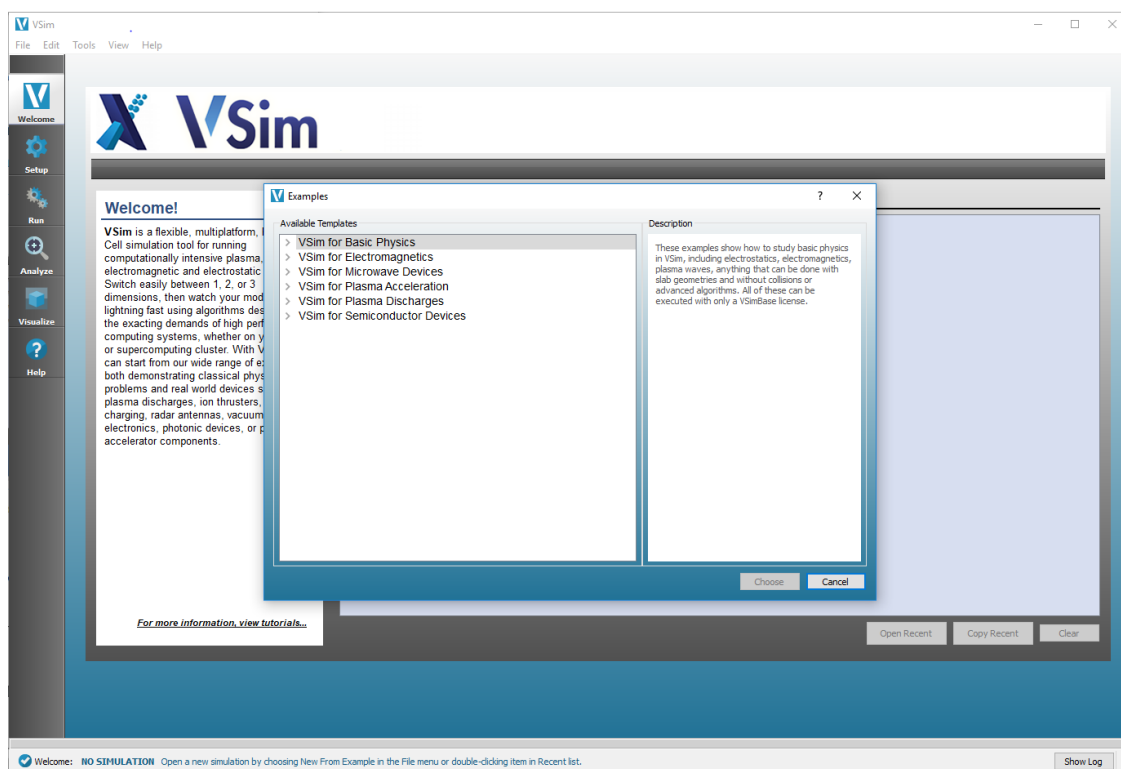 VSim
File Edit Tools View Help
Welcome
Setup
Run
Analyze
Visualize
Help
VSim
Welcome!
VSim is a flexible, multiplatform,
Cell simulation tool for running
computationally intensive plasma,
electromagnetic and electrostatic
Switch easily between 1, 2, or 3
dimensions, then watch your mod
lightning fast using algorithms des
the exacting demands of high perf
computing systems, whether on y
or supercomputing cluster. With V
can start from our wide range of e
both demonstrating classical phys
problems and real world devices s
plasma discharges, ion thrusters,
charging, radar antennas, vacuum
electronics, photonic devices, or p
accelerator components.
For more information, view tutorials...
Examples
?
Available Templates
VSim for Basic Physics
VSim for Electromagnetics
VSim for Microwave Devices
VSim for Plasma Acceleration
VSim for Plasma Discharges
VSim for Semiconductor Devices
Description
These examples show how to study basic physics
in VSim, including electrostatics, electromagnetics,
plasma waves, anything that can be done with
slab geometries and without collisions or
advanced algorithms. All of these can be
executed with only a VSimBase license.
Choose Cancel
Open Recent Copy Recent Clear
Welcome: NO SIMULATION Open a new simulation by choosing New From Example in the File menu or double-clicking item in Recent list.
Show Log